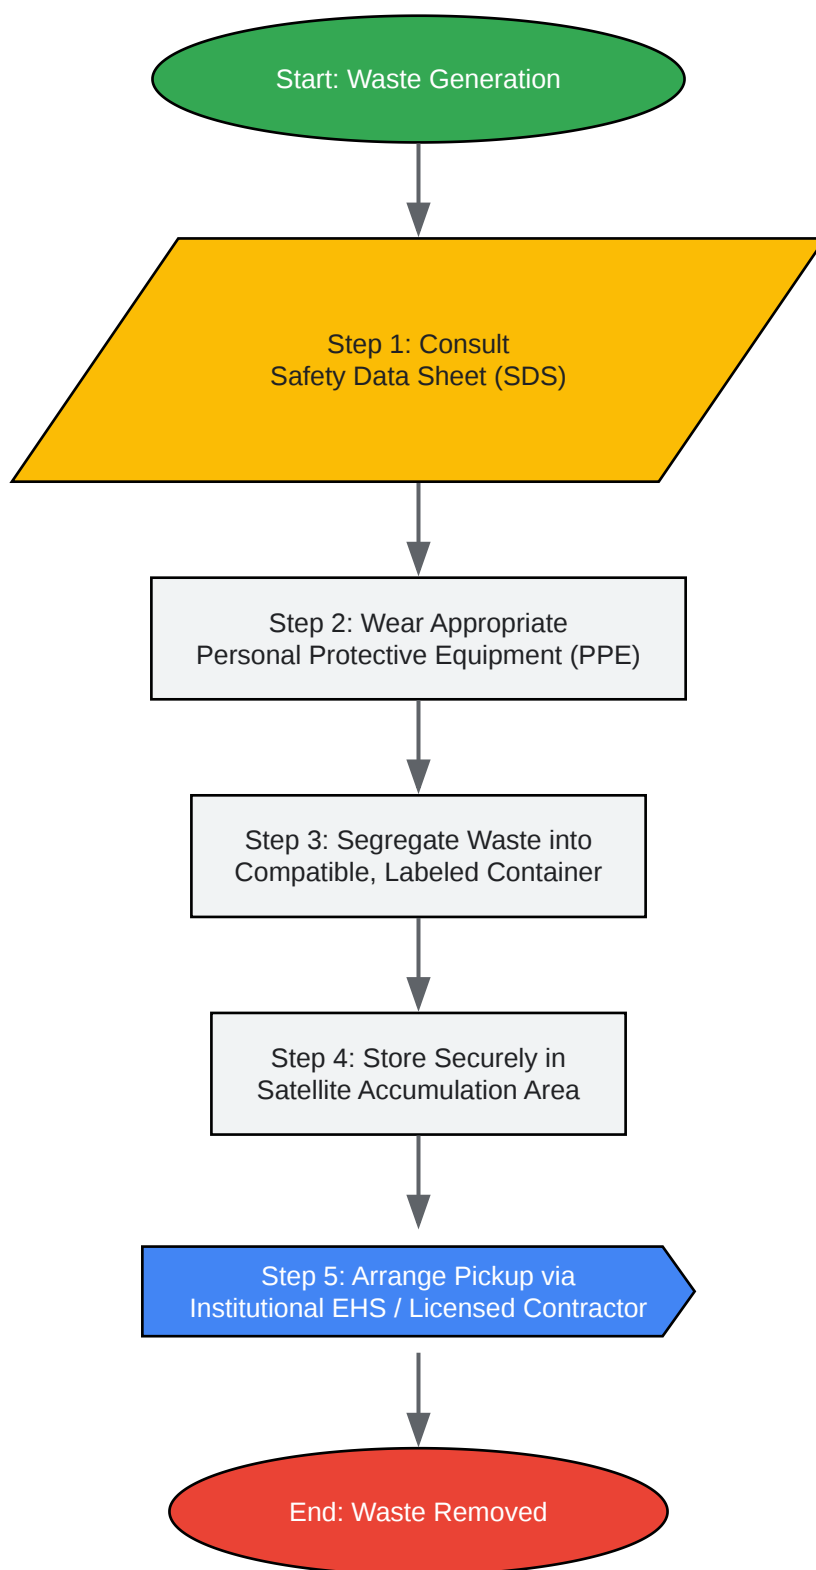 Start: Waste Generation
Step 1: Consult
Safety Data Sheet (SDS)
Step 2: Wear Appropriate
Personal Protective Equipment (PPE)
Step 3: Segregate Waste into
Compatible, Labeled Container
Step 4: Store Securely in
Satellite Accumulation Area
Step 5: Arrange Pickup via
Institutional EHS / Licensed Contractor
End: Waste Removed